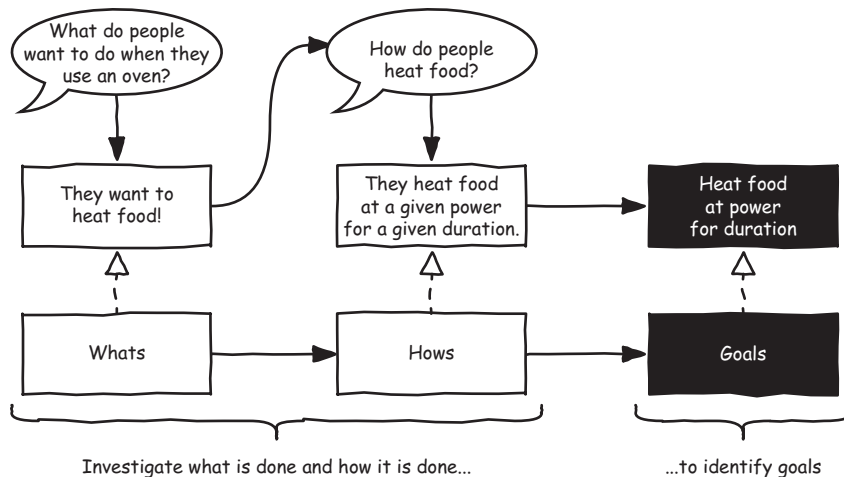 What do people
want to do when they
use an oven?
How do people
heat food?
They want to
heat food!
They heat food
at a given power
for a given duration.
Heat food
at power
for duration
Whats
Hows
Goals
Investigate what is done and how it is done...
...to identify goals